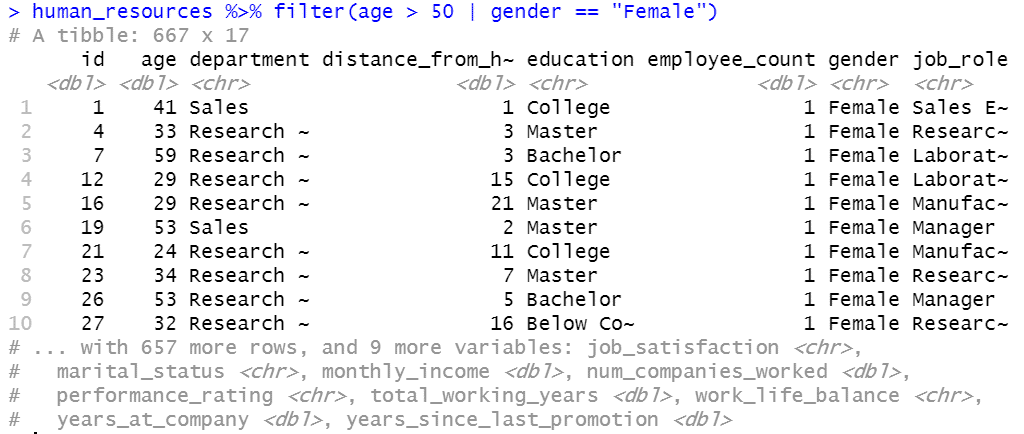 > human_resources %>% filter(age > 50 | gender == "Female")
# A tibble: 667 x 17
      id   age department distance_from_h~ education employee_count gender job_role
   <dbl> <dbl> <chr>                 <dbl> <chr>              <dbl> <chr>  <chr>
 1     1    41 Sales                     1 College                1 Female Sales E~
 2     4    33 Research ~                3 Master                 1 Female Researc~
 3     7    59 Research ~                3 Bachelor               1 Female Laborat~
 4    12    29 Research ~               15 College                1 Female Laborat~
 5    16    29 Research ~               21 Master                 1 Female Manufac~
 6    19    53 Sales                     2 Master                 1 Female Manager
 7    21    24 Research ~               11 College                1 Female Manufac~
 8    23    34 Research ~                7 Master                 1 Female Researc~
 9    26    53 Research ~                5 Bachelor               1 Female Manager
10    27    32 Research ~               16 Below Co~              1 Female Researc~
# ... with 657 more rows, and 9 more variables: job_satisfaction <chr>,
#   marital_status <chr>, monthly_income <dbl>, num_companies_worked <dbl>,
#   performance_rating <chr>, total_working_years <dbl>, work_life_balance <chr>,
#   years_at_company <dbl>, years_since_last_promotion <dbl>